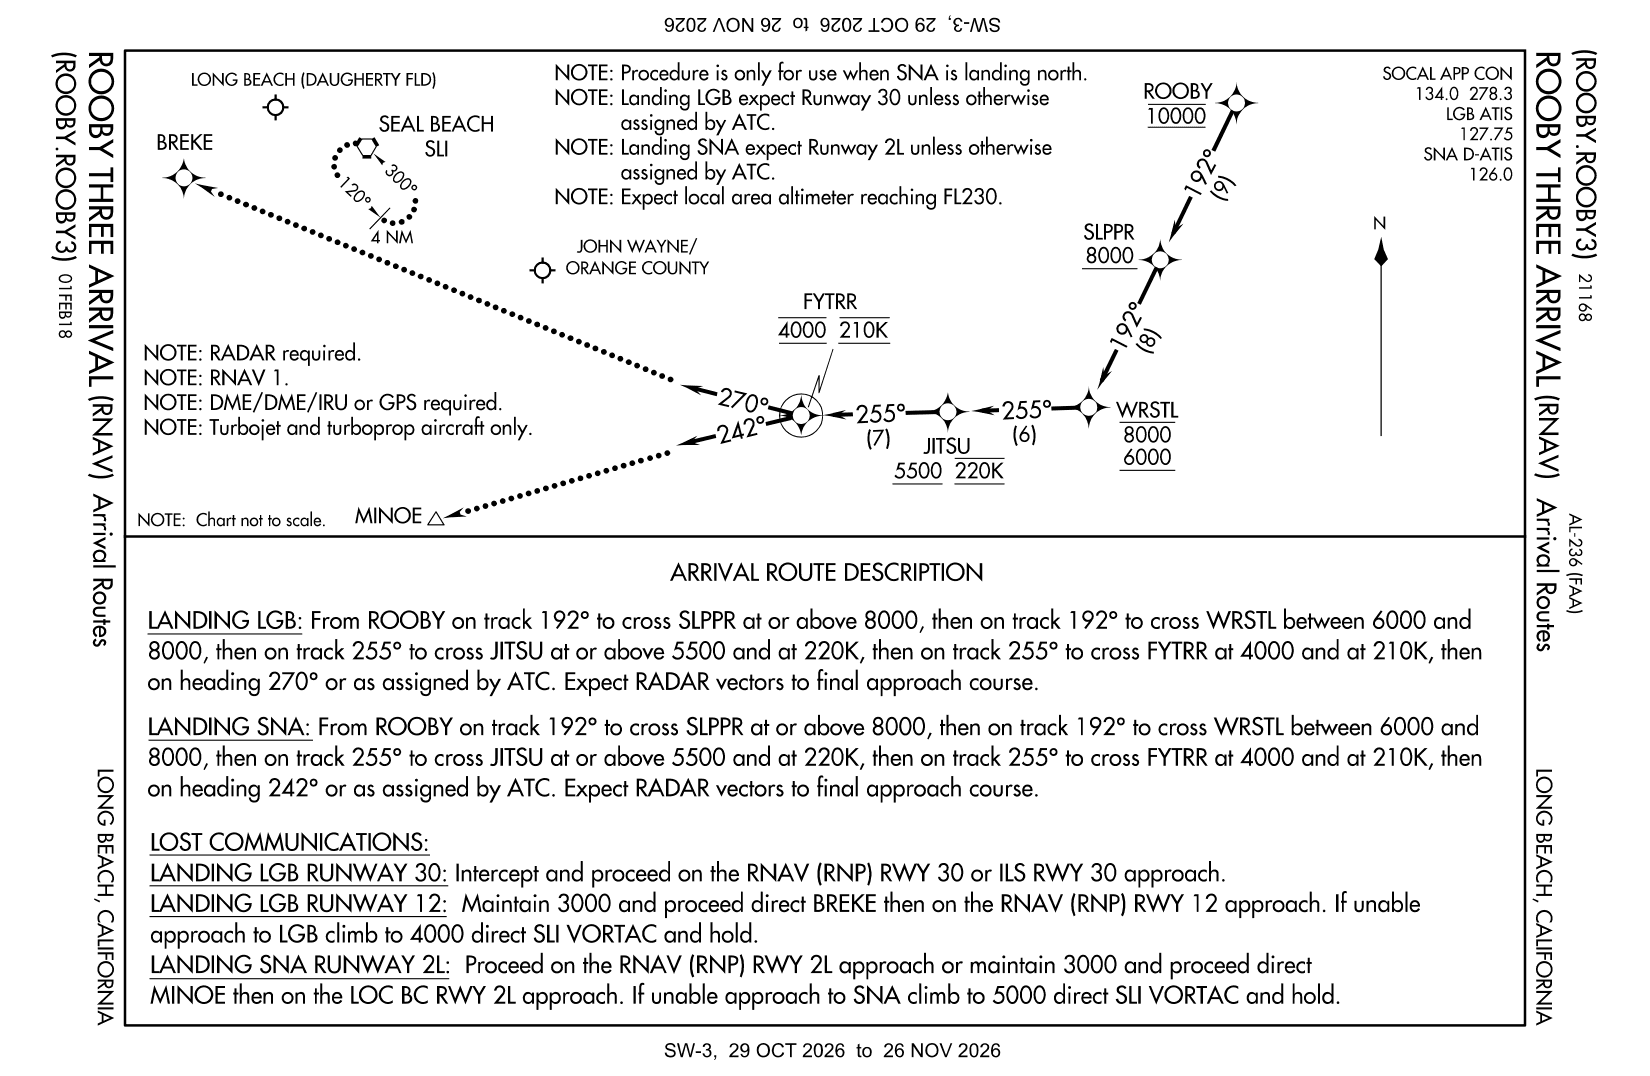 SW-3, 29 OCT 2026 to 26 NOV 2026
(ROOBY.ROOBY3) 01FEB18
ROOBY THREE ARRIVAL (RNAV) Arrival Routes
LONG BEACH, CALIFORNIA
(ROOBY.ROOBY3) 21168
AL-236 (FAA)
ROOBY THREE ARRIVAL (RNAV) Arrival Routes
LONG BEACH, CALIFORNIA
LONG BEACH (DAUGHERTY FLD)
SEAL BEACH
SLI
BREKE
300°
120°
4 NM
NOTE: Procedure is only for use when SNA is landing north.
NOTE: Landing LGB expect Runway 30 unless otherwise
assigned by ATC.
NOTE: Landing SNA expect Runway 2L unless otherwise
assigned by ATC.
NOTE: Expect local area altimeter reaching FL230.
ROOBY
10000
SOCAL APP CON
134.0 278.3
LGB ATIS
127.75
SNA D-ATIS
126.0
192°
(9)
N
SLPPR
8000
JOHN WAYNE/
ORANGE COUNTY
192°
(8)
FYTRR
4000 210K
NOTE: RADAR required.
NOTE: RNAV 1.
NOTE: DME/DME/IRU or GPS required.
NOTE: Turbojet and turboprop aircraft only.
270°
242°
255°
(7)
255°
(6)
WRSTL
8000
6000
JITSU
5500 220K
NOTE: Chart not to scale.
MINOE
ARRIVAL ROUTE DESCRIPTION
LANDING LGB: From ROOBY on track 192° to cross SLPPR at or above 8000, then on track 192° to cross WRSTL between 6000 and
8000, then on track 255° to cross JITSU at or above 5500 and at 220K, then on track 255° to cross FYTRR at 4000 and at 210K, then
on heading 270° or as assigned by ATC. Expect RADAR vectors to final approach course.
LANDING SNA: From ROOBY on track 192° to cross SLPPR at or above 8000, then on track 192° to cross WRSTL between 6000 and
8000, then on track 255° to cross JITSU at or above 5500 and at 220K, then on track 255° to cross FYTRR at 4000 and at 210K, then
on heading 242° or as assigned by ATC. Expect RADAR vectors to final approach course.
LOST COMMUNICATIONS:
LANDING LGB RUNWAY 30: Intercept and proceed on the RNAV (RNP) RWY 30 or ILS RWY 30 approach.
LANDING LGB RUNWAY 12: Maintain 3000 and proceed direct BREKE then on the RNAV (RNP) RWY 12 approach. If unable
approach to LGB climb to 4000 direct SLI VORTAC and hold.
LANDING SNA RUNWAY 2L: Proceed on the RNAV (RNP) RWY 2L approach or maintain 3000 and proceed direct
MINOE then on the LOC BC RWY 2L approach. If unable approach to SNA climb to 5000 direct SLI VORTAC and hold.
SW-3, 29 OCT 2026 to 26 NOV 2026